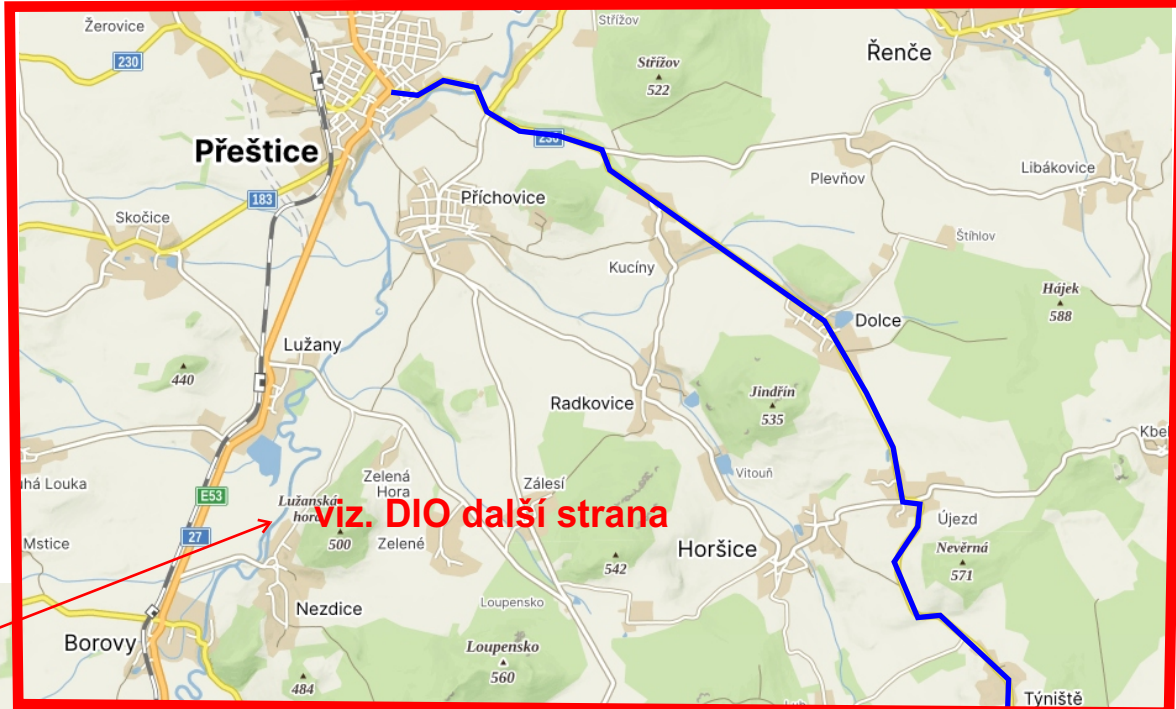 Žerovice
Střížov
230
Řenče
Střížov
522
230
Přeštice
Plevňov
Libákovice
183
Příchovice
Skočice
Štíhlov
Kucíny
Hájek
588
Dolce
Lužany
440
Jindřín
535
Radkovice
Kbel
Vitouň
Zelená
Hora
Zálesí
uhá Louka
E53
Lužanská
hora
500
viz. DIO další strana
Újezd
27
Mstice
Zelené
Horšice
Nevěrná
571
542
Loupensko
Nezdice
Borovy
Loupensko
560
484
Týniště